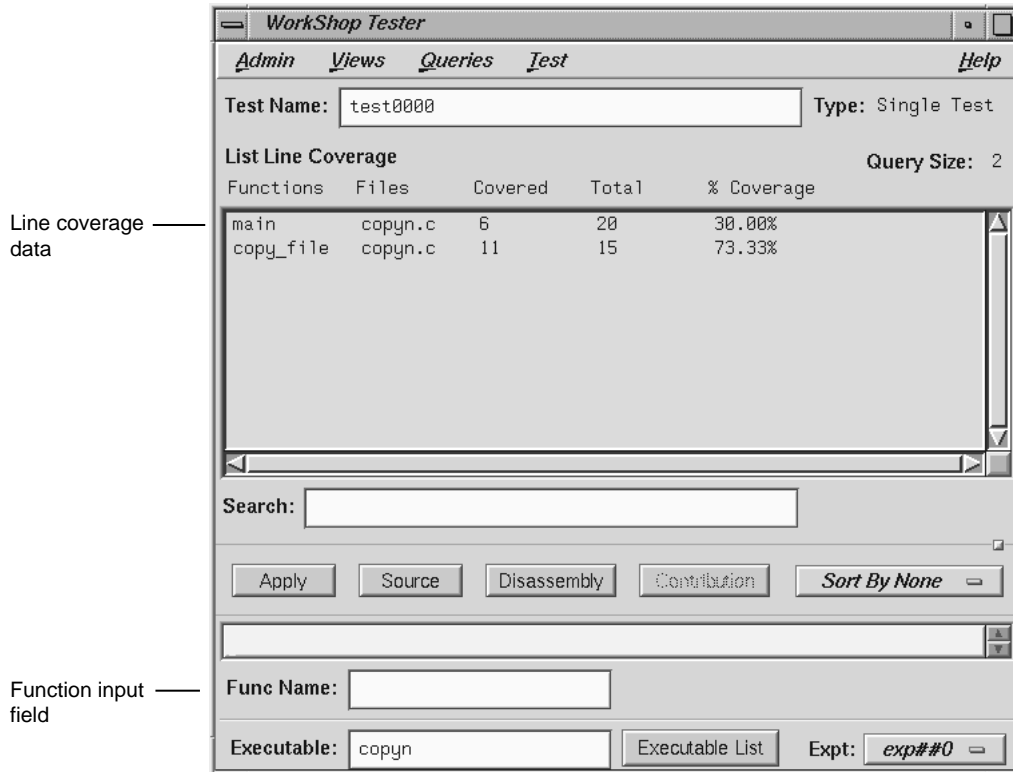 WorkShop Tester
Admin Views Queries Test Help
Test Name: test0000 Type: Single Test
List Line Coverage
Query Size: 2
Functions Files Covered Total % Coverage
Line coverage data
main copyn.c 6 20 30.00%
copy_file copyn.c 11 15 73.33%
Search:
Apply Source Disassembly Contribution Sort By None
Function input field
Func Name:
Executable: copyn Executable List Expt: exp##0